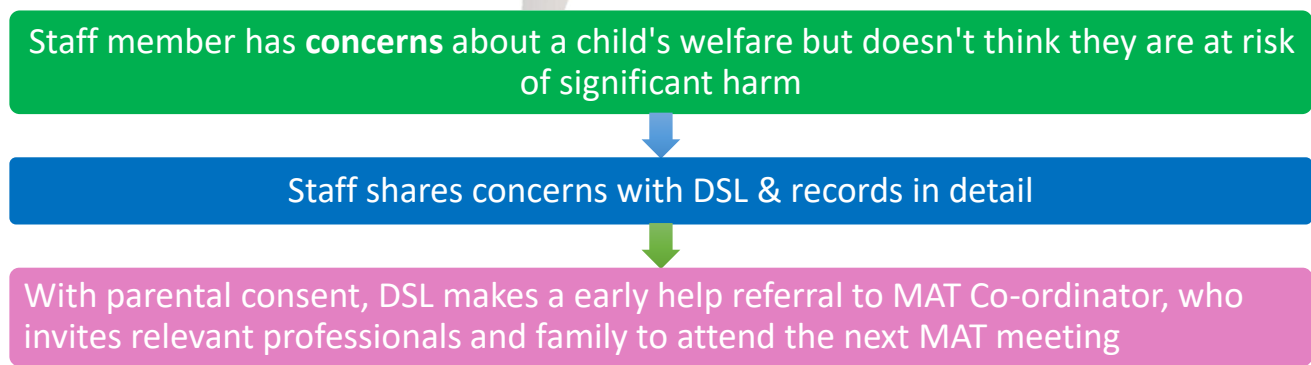 Staff member has concerns about a child's welfare but doesn't think they are at risk
of significant harm
Staff shares concerns with DSL & records in detail
With parental consent, DSL makes a early help referral to MAT Co-ordinator, who
invites relevant professionals and family to attend the next MAT meeting